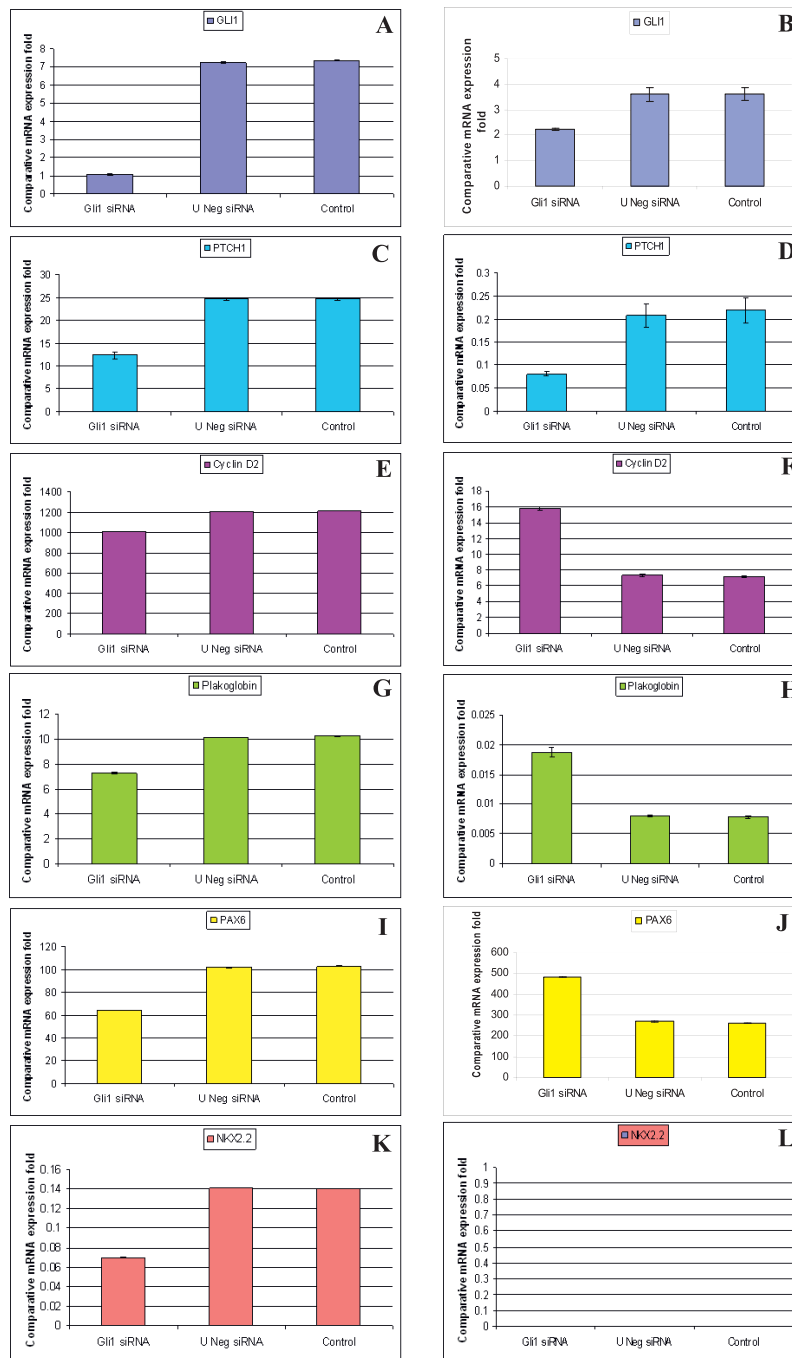 GLI1
A
Comparative mRNA expression fold
8
7
6
5
4
3
2
1
0
Gli1 siRNA U Neg siRNA Control
GLI1
B
Comparative mRNA expression fold
5
4
3
2
1
0
Gli1 siRNA U Neg siRNA Control
PTCH1
C
Comparative mRNA expression fold
30
25
20
15
10
5
0
Gli1 siRNA U Neg siRNA Control
PTCH1
D
Comparative mRNA expression fold
0.3
0.25
0.2
0.15
0.1
0.05
0
Gli1 siRNA U Neg siRNA Control
Cyclin D2
E
Comparative mRNA expression fold
1400
1200
1000
800
600
400
200
0
Gli1 siRNA U Neg siRNA Control
Cyclin D2
F
Comparative mRNA expression fold
18
16
14
12
10
8
6
4
2
0
Gli1 siRNA U Neg siRNA Control
Plakoglobin
G
Comparative mRNA expression fold
12
10
8
6
4
2
0
Gli1 siRNA U Neg siRNA Control
Plakoglobin
H
Comparative mRNA expression fold
0.025
0.02
0.015
0.01
0.005
0
Gli1 siRNA U Neg siRNA Control
PAX6
I
Comparative mRNA expression fold
120
100
80
60
40
20
0
Gli1 siRNA U Neg siRNA Control
PAX6
J
Comparative mRNA expression fold
600
500
400
300
200
100
0
Gli1 siRNA U Neg siRNA Control
NKX2.2
K
Comparative mRNA expression fold
0.16
0.14
0.12
0.1
0.08
0.06
0.04
0.02
0
Gli1 siRNA U Neg siRNA Control
NKX2.2
L
Comparative mRNA expression fold
1
0.9
0.8
0.7
0.6
0.5
0.4
0.3
0.2
0.1
0
Gli1 siRNA U Neg siRNA Control